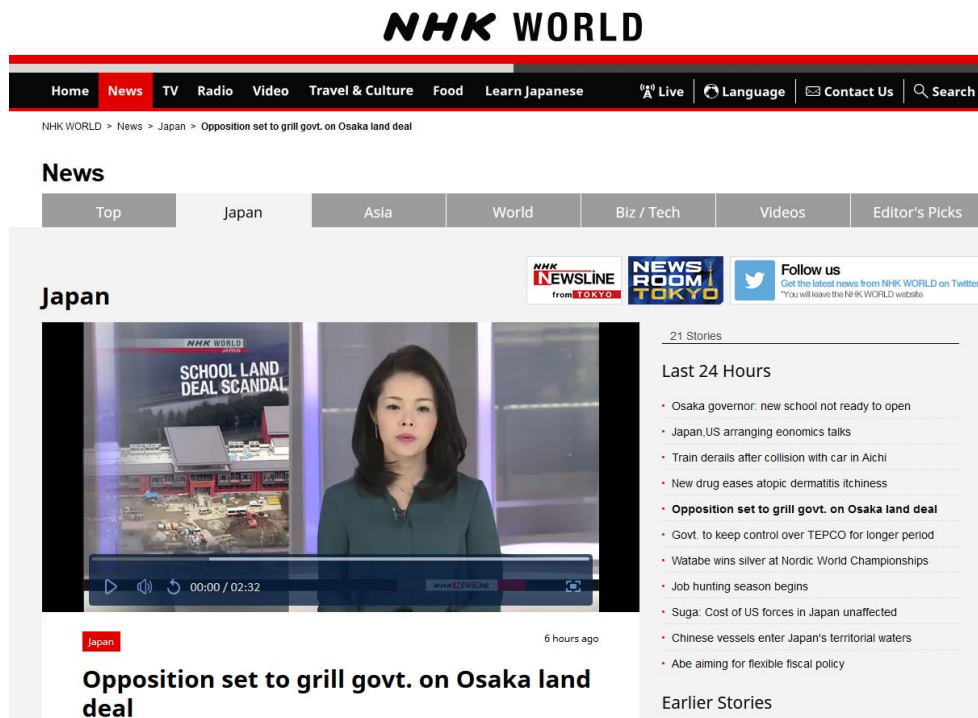 NHK WORLD
Home News TV Radio Video Travel & Culture Food Learn Japanese Live Language Contact Us Search
NHK WORLD > News > Japan > Opposition set to grill govt. on Osaka land deal
News
Top Japan Asia World Biz / Tech Videos Editor's Picks
NHK
NEWSLINE
from TOKYO
NEWS
ROOM
TOKYO
Follow us
Get the latest news from NHK WORLD on Twitter
*You will leave the NHK WORLD website
Japan
NHK WORLD
JAPAN
SCHOOL LAND
DEAL SCANDAL
00:00 / 02:32
NHK NEWSLINE
Japan
6 hours ago
Opposition set to grill govt. on Osaka land
deal
21 Stories
Last 24 Hours
Osaka governor: new school not ready to open
Japan,US arranging eonomics talks
Train derails after collision with car in Aichi
New drug eases atopic dermatitis itchiness
Opposition set to grill govt. on Osaka land deal
Govt. to keep control over TEPCO for longer period
Watabe wins silver at Nordic World Championships
Job hunting season begins
Suga: Cost of US forces in Japan unaffected
Chinese vessels enter Japan's territorial waters
Abe aiming for flexible fiscal policy
Earlier Stories